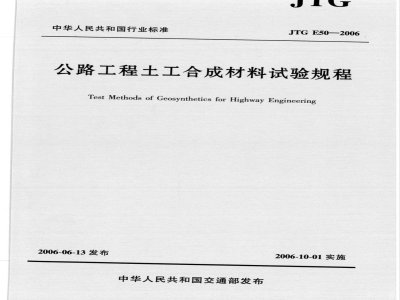 JTG
中华人民共和国行业标准
JTG E50—2006
公路工程土工合成材料试验规程
Test Methods of Geosynthetics for Highway Engineering
2006-06-13 发布
2006-10-01 实施
中华人民共和国交通部发布